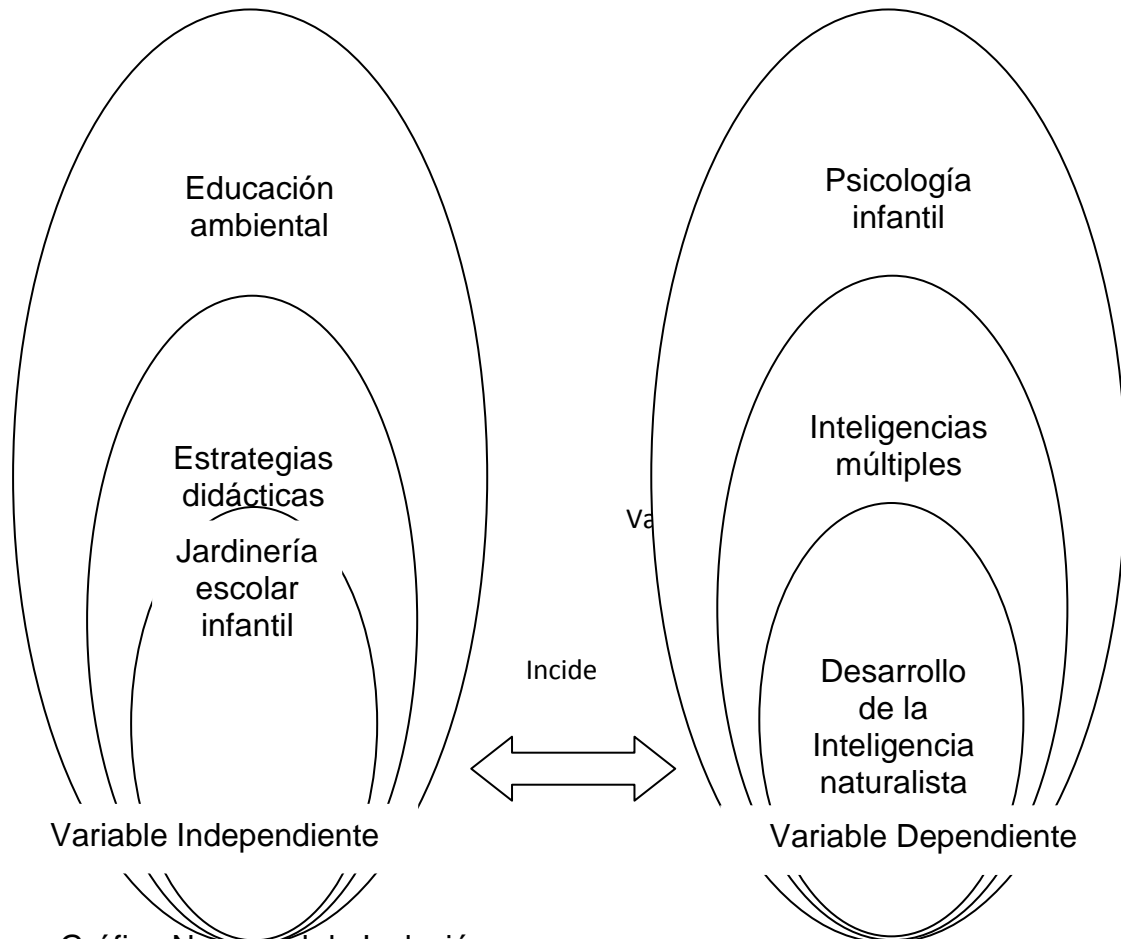 Educación
ambiental
Estrategias
didácticas
Jardinería
escolar
infantil
Variable Independiente
Incide
Psicología
infantil
Inteligencias
múltiples
Desarrollo
de la
Inteligencia
naturalista
Variable Dependiente